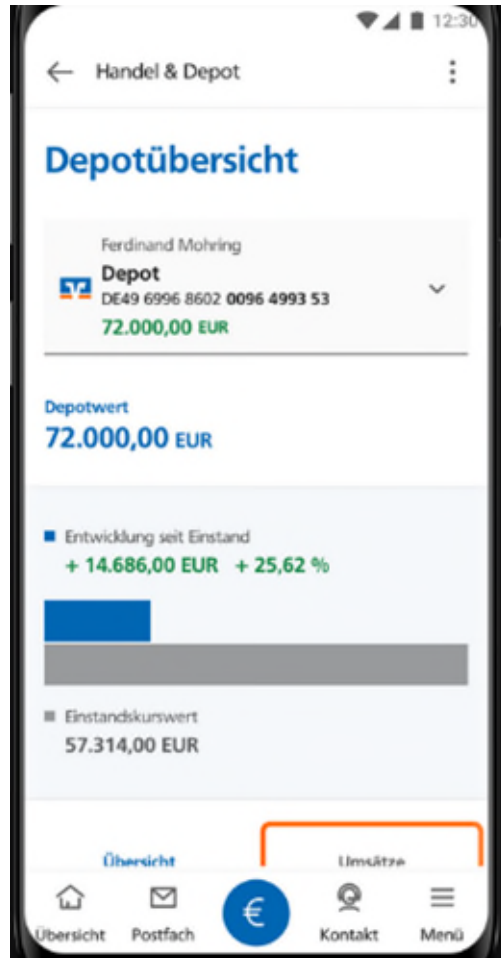 12:30
Handel & Depot
Depotübersicht
Ferdinand Mohring
Depot
DE49 6996 8602 0096 4993 53
72.000,00 EUR
Depotwert
72.000,00 EUR
Entwicklung seit Einstand
+ 14.686,00 EUR + 25,62 %
Einstandskurswert
57.314,00 EUR
Übersicht Umsätze
€
Übersicht Postfach Kontakt Menü